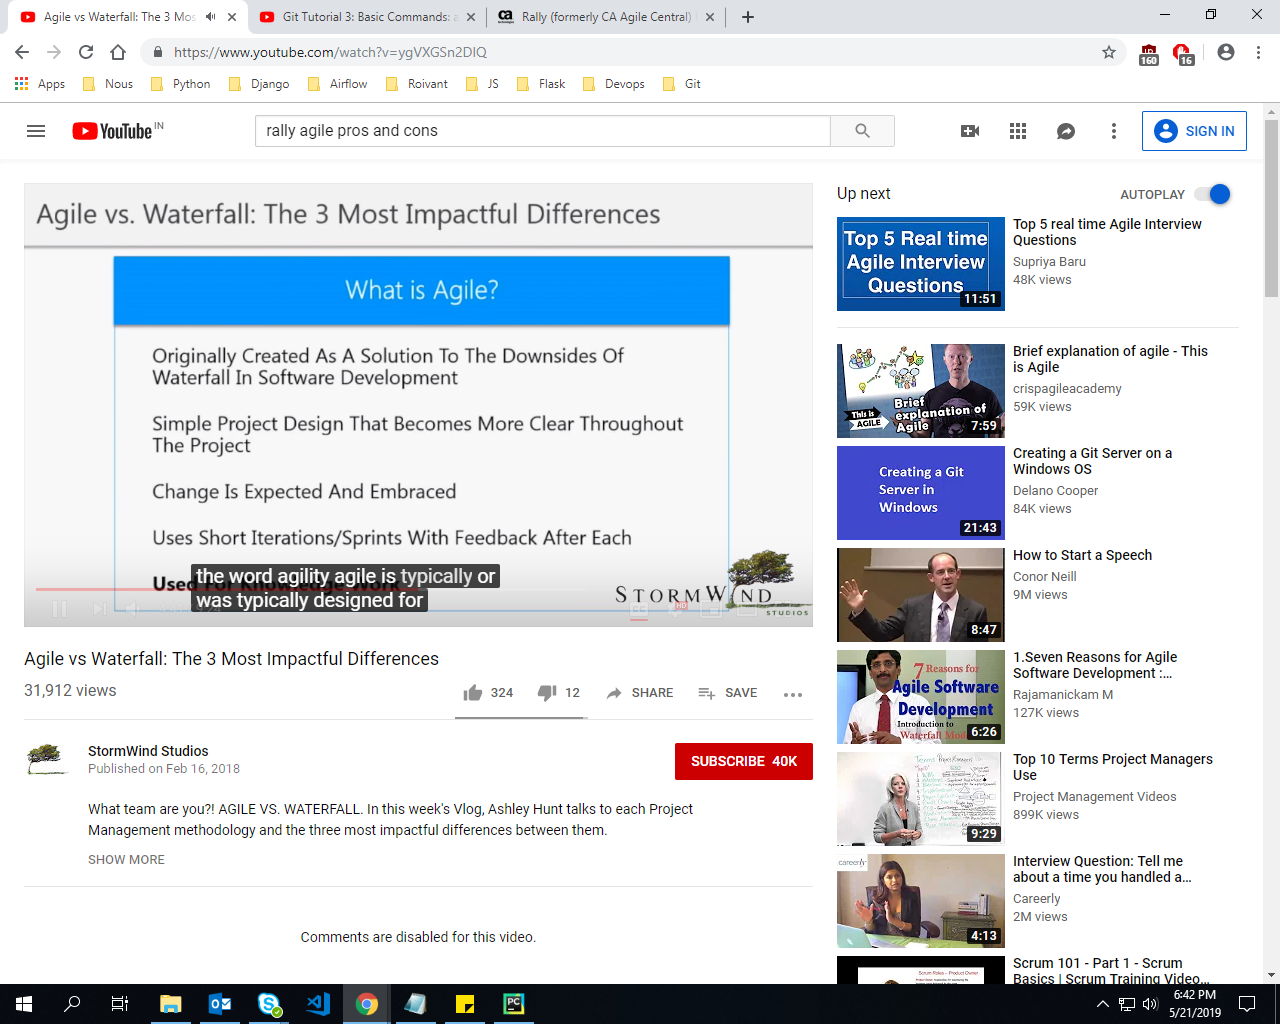 Agile vs Waterfall: The 3 Mos
Git Tutorial 3: Basic Commands: a
ca
Rally (formerly CA Agile Central)
https://www.youtube.com/watch?v=ygVXGSn2DlQ
160
16
Apps
Nous
Python
Django
Airflow
Roivant
JS
Flask
Devops
Git
YouTube IN
rally agile pros and cons
SIGN IN
Agile vs. Waterfall: The 3 Most Impactful Differences
What is Agile?
Originally Created As A Solution To The Downsides Of
Waterfall In Software Development
Simple Project Design That Becomes More Clear Throughout
The Project
Change Is Expected And Embraced
Uses Short Iterations/Sprints With Feedback After Each
the word agility agile is typically or
was typically designed for
STORMWIND
STUDIOS
HD
Agile vs Waterfall: The 3 Most Impactful Differences
31,912 views
324
12
SHARE
SAVE
StormWind Studios
Published on Feb 16, 2018
SUBSCRIBE 40K
What team are you?! AGILE VS. WATERFALL. In this week's Vlog, Ashley Hunt talks to each Project
Management methodology and the three most impactful differences between them.
SHOW MORE
Comments are disabled for this video.
Up next
AUTOPLAY
Top 5 Real time
Agile Interview
Questions
11:51
Top 5 real time Agile Interview
Questions
Supriya Baru
48K views
Brief
explanation of
Agile
This is
AGILE
7:59
Brief explanation of agile - This
is Agile
crispagileacademy
59K views
Creating a Git
Server in
Windows
21:43
Creating a Git Server on a
Windows OS
Delano Cooper
84K views
8:47
How to Start a Speech
Conor Neill
9M views
7 Reasons for
Agile Software
Development
Introduction to
Waterfall Mod
6:26
1.Seven Reasons for Agile
Software Development :...
Rajamanickam M
127K views
9:29
Top 10 Terms Project Managers
Use
Project Management Videos
899K views
careerly
4:13
Interview Question: Tell me
about a time you handled a...
Careerly
2M views
Scrum Roles – Product Owner
Scrum 101 - Part 1 - Scrum
Basics | Scrum Training Video...
PC
6:42 PM
5/21/2019